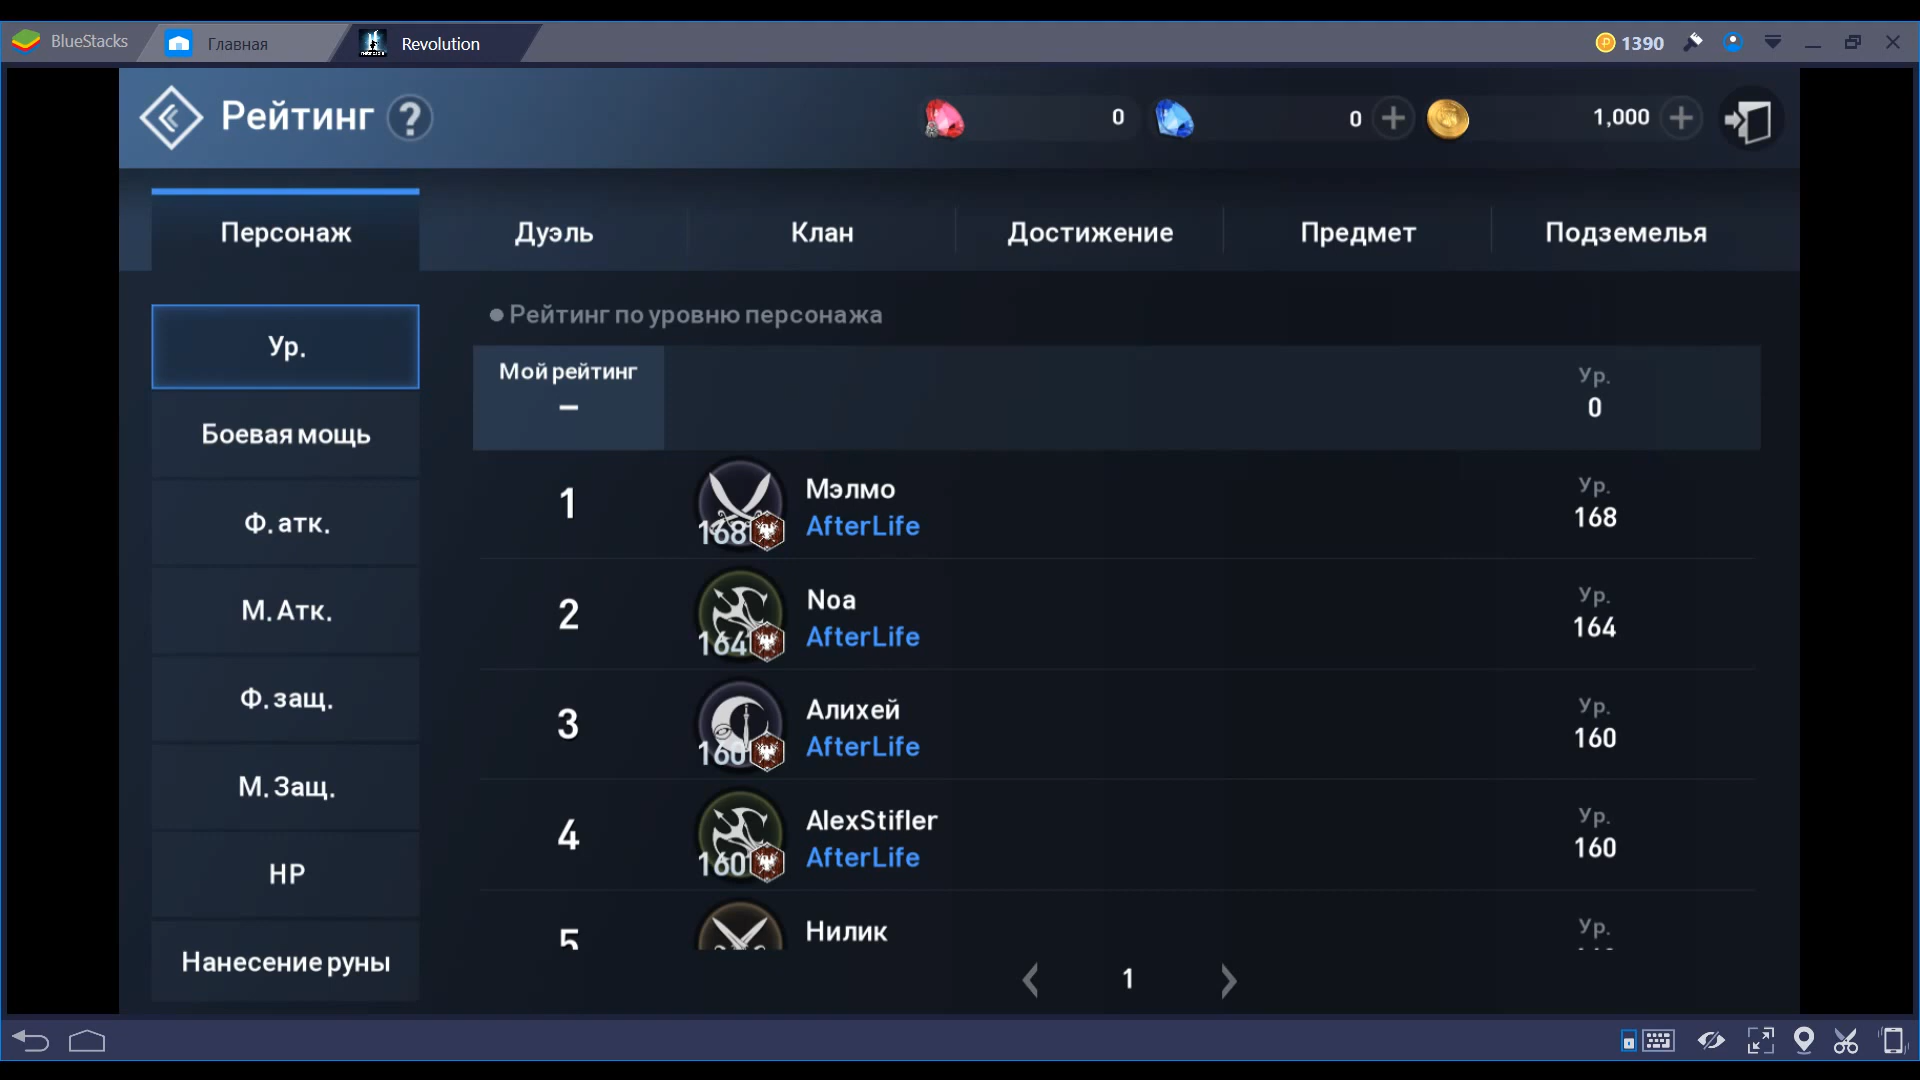 BlueStacks
Главная
Revolution
1390
Рейтинг ?
0
0
1,000
Персонаж
Дуэль
Клан
Достижение
Предмет
Подземелья
Ур.
Боевая мощь
Ф. атк.
М. Атк.
Ф. защ.
М. Защ.
HP
Нанесение руны
Рейтинг по уровню персонажа
Мой рейтинг
–
Ур.
0
1
168
Мэлмо
AfterLife
Ур.
168
2
164
Noa
AfterLife
Ур.
164
3
160
Алихей
AfterLife
Ур.
160
4
160
AlexStifler
AfterLife
Ур.
160
5
Нилик
Ур.
1